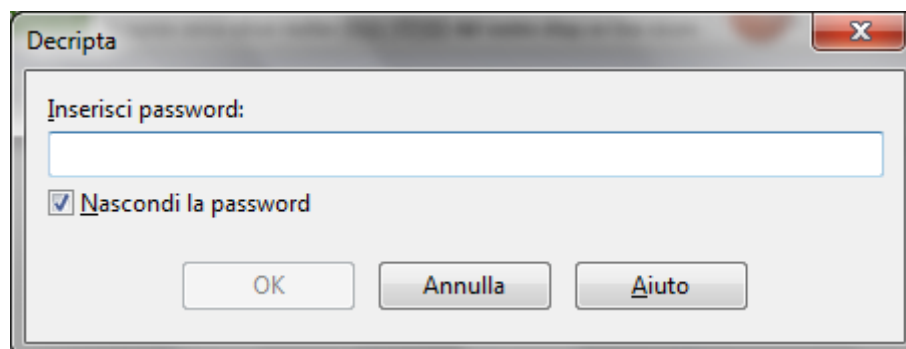 Decripta
Inserisci password:
Nascondi la password
OK Annulla Aiuto